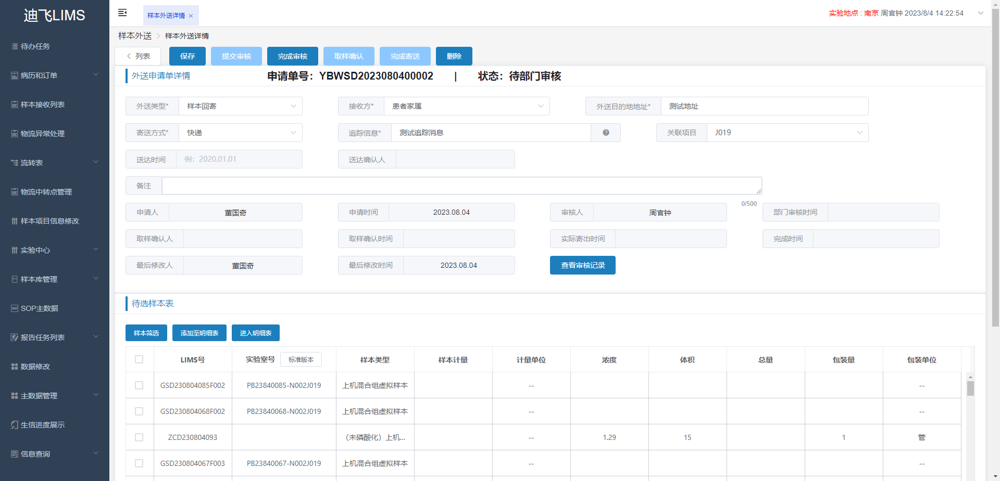 迪飞LIMS
待办任务
病历和订单
样本接收列表
物流异常处理
流转表
物流中转点管理
样本项目信息修改
实验中心
样本库管理
SOP主数据
报告任务列表
数据修改
主数据管理
生信进度展示
信息查询
样本外送详情 ×
实验地点 : 南京 周官钟 2023/8/4 14:22:54
样本外送 > 样本外送详情
< 列表 保存 提交审核 完成审核 取样确认 完成寄送 删除
外送申请单详情 申请单号：YBWSD2023080400002 | 状态：待部门审核
外送类型* 样本回寄 接收方* 患者家属 外送目的地地址* 测试地址
寄送方式* 快递 追踪信息* 测试追踪消息 ? 关联项目 J019
送达时间 例：2020.01.01 送达确认人
备注
0/500
申请人 董国奇 申请时间 2023.08.04 审核人 周官钟 部门审核时间
取样确认人 取样确认时间 实际寄出时间 完成时间
最后修改人 董国奇 最后修改时间 2023.08.04 查看审核记录
待选样本表
样本筛选 添加至明细表 进入明细表
LIMS号 实验室号 标准版本 样本类型 样本计量 计量单位 浓度 体积 总量 包装量 包装单位
GSD230804085F002 PB23840085-N002J019 上机混合组虚拟样本 -- --
GSD230804068F002 PB23840068-N002J019 上机混合组虚拟样本 -- --
ZCD230804093 （未磷酸化）上机... -- 1.29 15 1 管
GSD230804067F003 PB23840067-N002J019 上机混合组虚拟样本 -- --